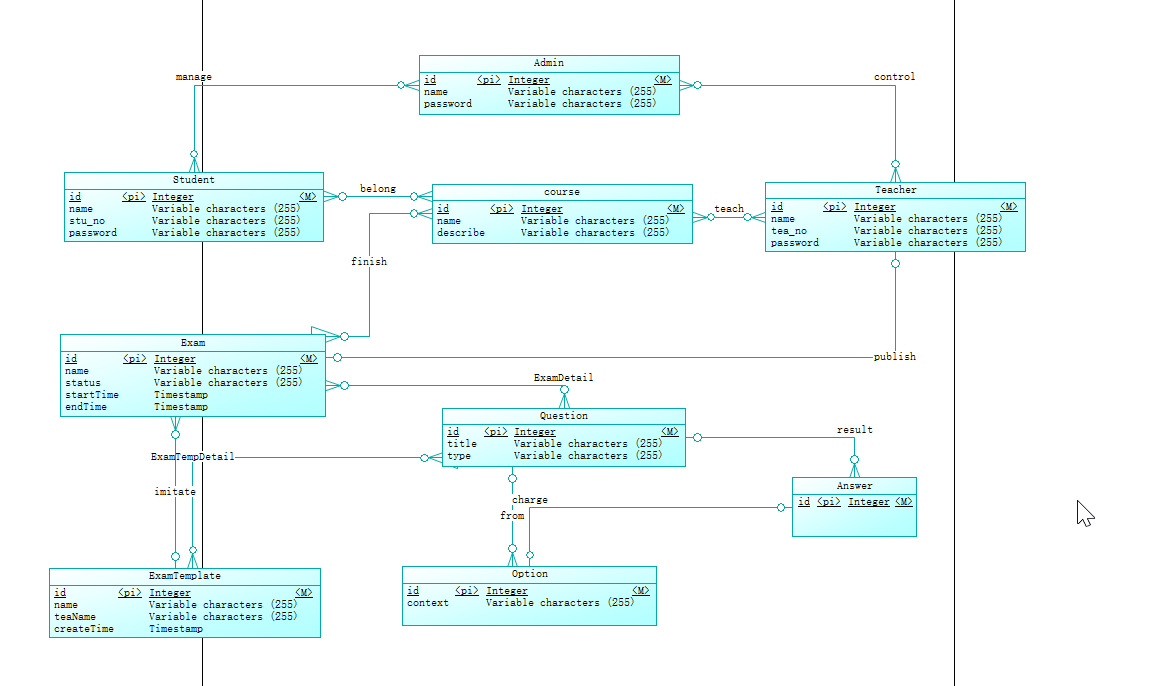 Admin
id <pi> Integer <M>
name Variable characters (255)
password Variable characters (255)
manage
control
Student
id <pi> Integer <M>
name Variable characters (255)
stu_no Variable characters (255)
password Variable characters (255)
belong
course
id <pi> Integer <M>
name Variable characters (255)
describe Variable characters (255)
teach
Teacher
id <pi> Integer <M>
name Variable characters (255)
tea_no Variable characters (255)
password Variable characters (255)
finish
Exam
id <pi> Integer <M>
name Variable characters (255)
status Variable characters (255)
startTime Timestamp
endTime Timestamp
publish
ExamDetail
Question
id <pi> Integer <M>
title Variable characters (255)
type Variable characters (255)
result
ExamTempDetail
imitate
charge
from
Answer
id <pi> Integer <M>
ExamTemplate
id <pi> Integer <M>
name Variable characters (255)
teaName Variable characters (255)
createTime Timestamp
Option
id <pi> Integer <M>
context Variable characters (255)